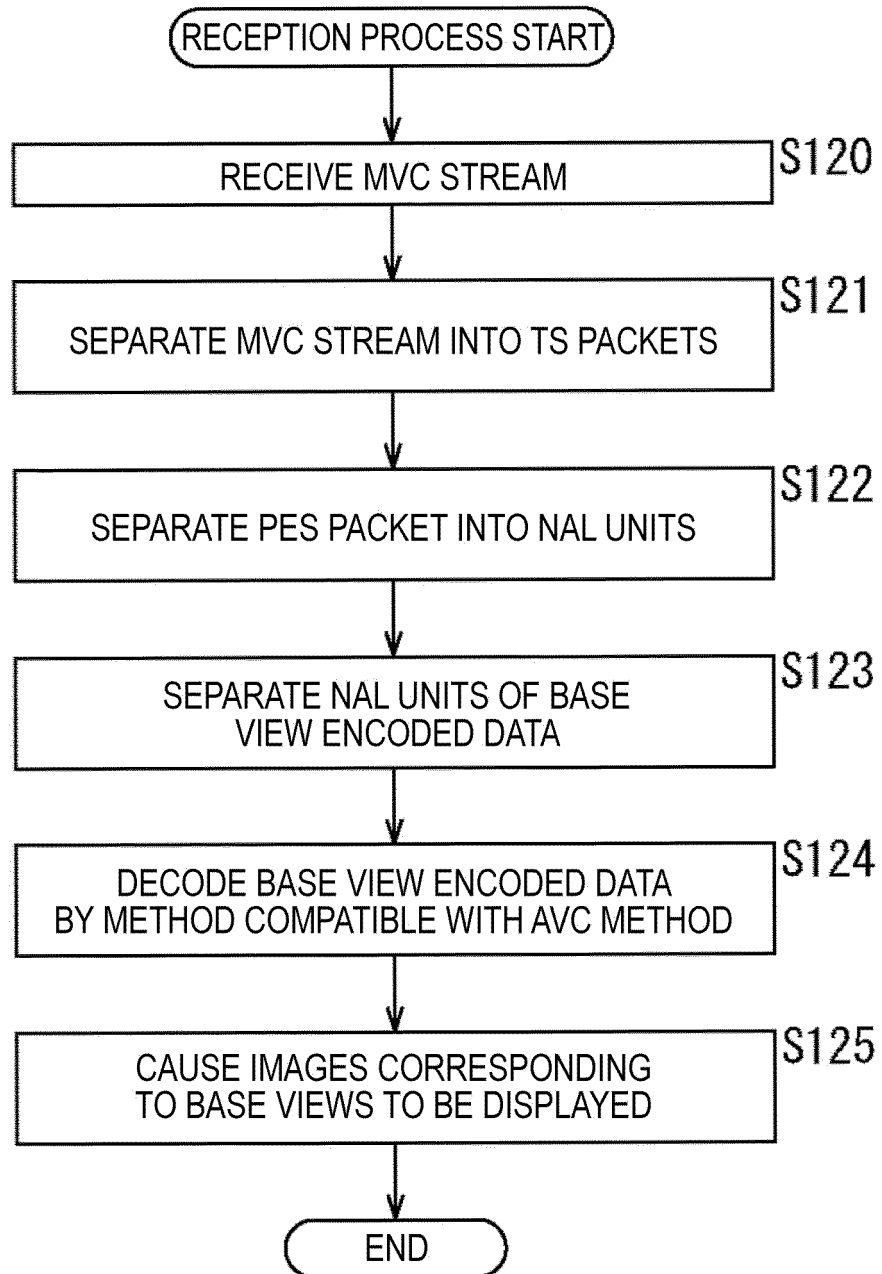 RECEPTION PROCESS START
S120
RECEIVE MVC STREAM
S121
SEPARATE MVC STREAM INTO TS PACKETS
S122
SEPARATE PES PACKET INTO NAL UNITS
S123
SEPARATE NAL UNITS OF BASE
VIEW ENCODED DATA
S124
DECODE BASE VIEW ENCODED DATA
BY METHOD COMPATIBLE WITH AVC METHOD
S125
CAUSE IMAGES CORRESPONDING
TO BASE VIEWS TO BE DISPLAYED
END